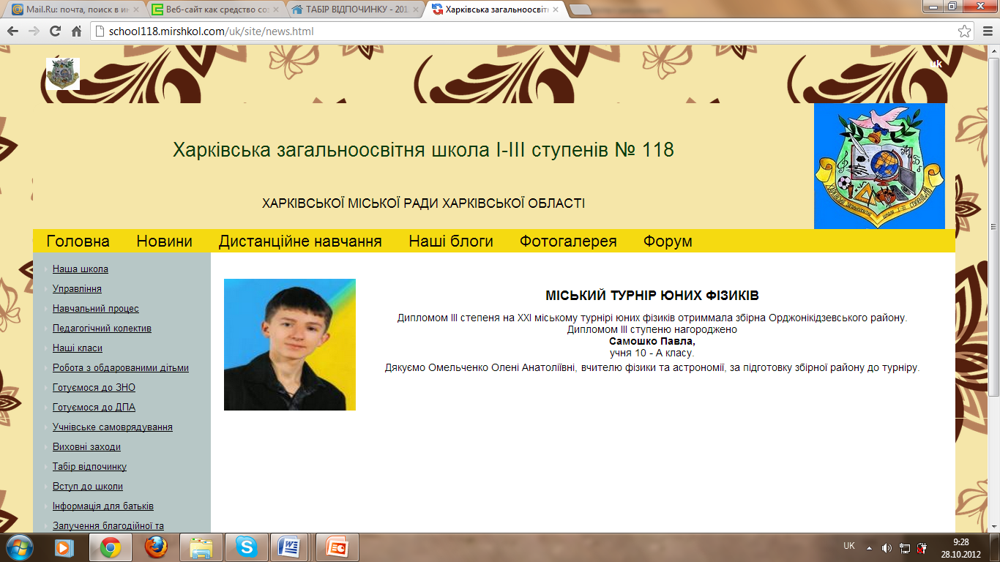 Mail.Ru: почта, поиск в ин
Веб-сайт как средство соз
ТАБІР ВІДПОЧИНКУ - 201
Харківська загальноосвітн
school118.mirshkol.com/uk/site/news.html
uk
Харківська загальноосвітня школа І-ІІІ ступенів № 118
ХАРКІВСЬКОЇ МІСЬКОЇ РАДИ ХАРКІВСЬКОЇ ОБЛАСТІ
Головна Новини Дистанційне навчання Наші блоги Фотогалерея Форум
Наша школа
Управління
Навчальний процес
Педагогічний колектив
Наші класи
Робота з обдарованими дітьми
Готуємося до ЗНО
Готуємося до ДПА
Учнівське самоврядування
Виховні заходи
Табір відпочинку
Вступ до школи
Інформація для батьків
Залучення благодійної та
МІСЬКИЙ ТУРНІР ЮНИХ ФІЗИКІВ
Дипломом ІІІ степеня на ХХІ міському турнірі юних фізиків отриммала збірна Орджонікідзевського району.
Дипломом ІІІ ступеню нагороджено
Самошко Павла,
учня 10 - А класу.
Дякуємо Омельченко Олені Анатоліївні, вчителю фізики та астрономії, за підготовку збірної району до турніру.
UK
9:28
28.10.2012